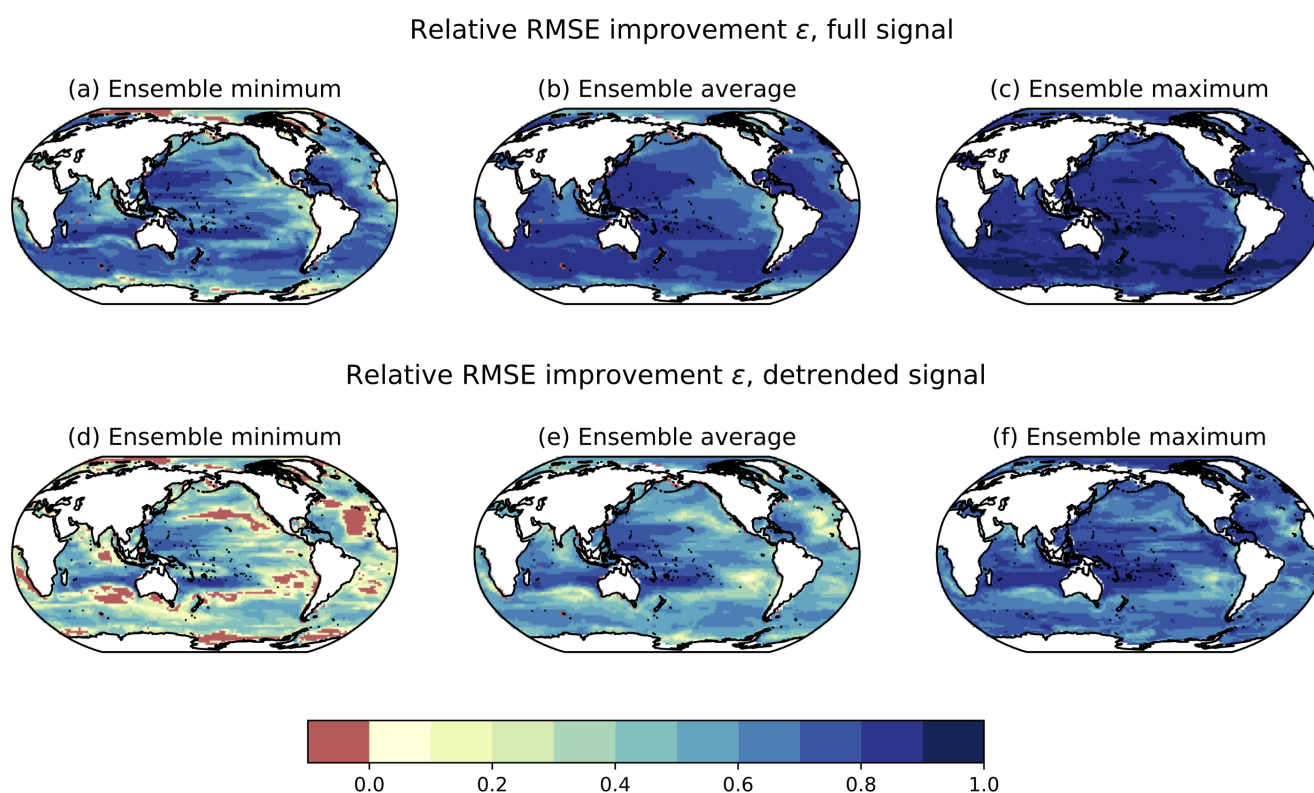 Relative RMSE improvement ε, full signal
(a) Ensemble minimum
(b) Ensemble average
(c) Ensemble maximum
Relative RMSE improvement ε, detrended signal
(d) Ensemble minimum
(e) Ensemble average
(f) Ensemble maximum
0.0 0.2 0.4 0.6 0.8 1.0